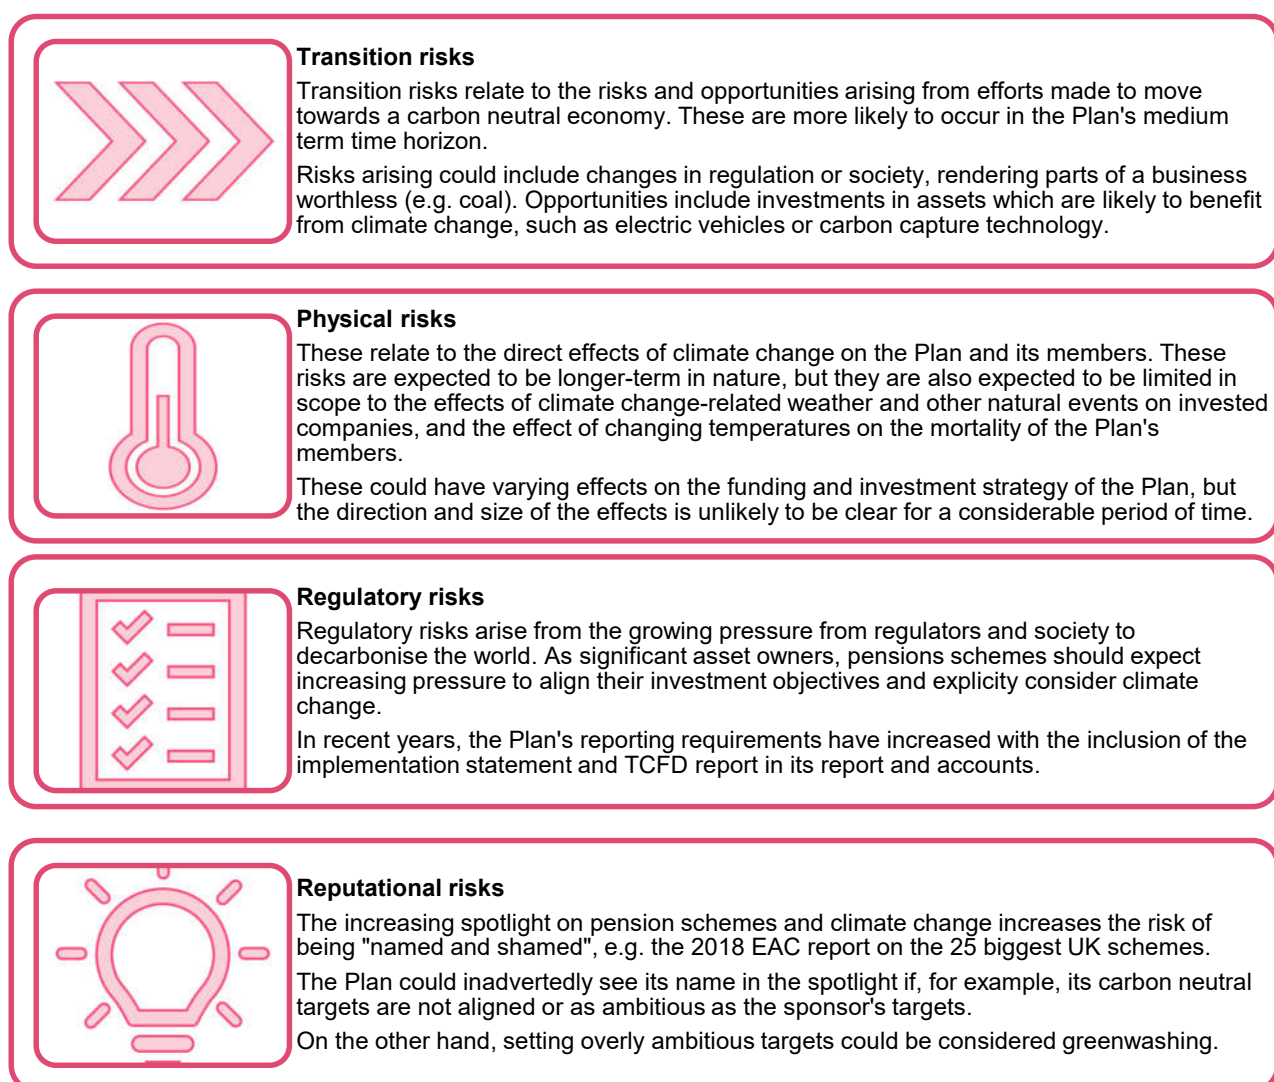 Transition risks
Transition risks relate to the risks and opportunities arising from efforts made to move
towards a carbon neutral economy. These are more likely to occur in the Plan's medium
term time horizon.
Risks arising could include changes in regulation or society, rendering parts of a business
worthless (e.g. coal). Opportunities include investments in assets which are likely to benefit
from climate change, such as electric vehicles or carbon capture technology.
Physical risks
These relate to the direct effects of climate change on the Plan and its members. These
risks are expected to be longer-term in nature, but they are also expected to be limited in
scope to the effects of climate change-related weather and other natural events on invested
companies, and the effect of changing temperatures on the mortality of the Plan's
members.
These could have varying effects on the funding and investment strategy of the Plan, but
the direction and size of the effects is unlikely to be clear for a considerable period of time.
Regulatory risks
Regulatory risks arise from the growing pressure from regulators and society to
decarbonise the world. As significant asset owners, pensions schemes should expect
increasing pressure to align their investment objectives and explicity consider climate
change.
In recent years, the Plan's reporting requirements have increased with the inclusion of the
implementation statement and TCFD report in its report and accounts.
Reputational risks
The increasing spotlight on pension schemes and climate change increases the risk of
being "named and shamed", e.g. the 2018 EAC report on the 25 biggest UK schemes.
The Plan could inadvertedly see its name in the spotlight if, for example, its carbon neutral
targets are not aligned or as ambitious as the sponsor's targets.
On the other hand, setting overly ambitious targets could be considered greenwashing.